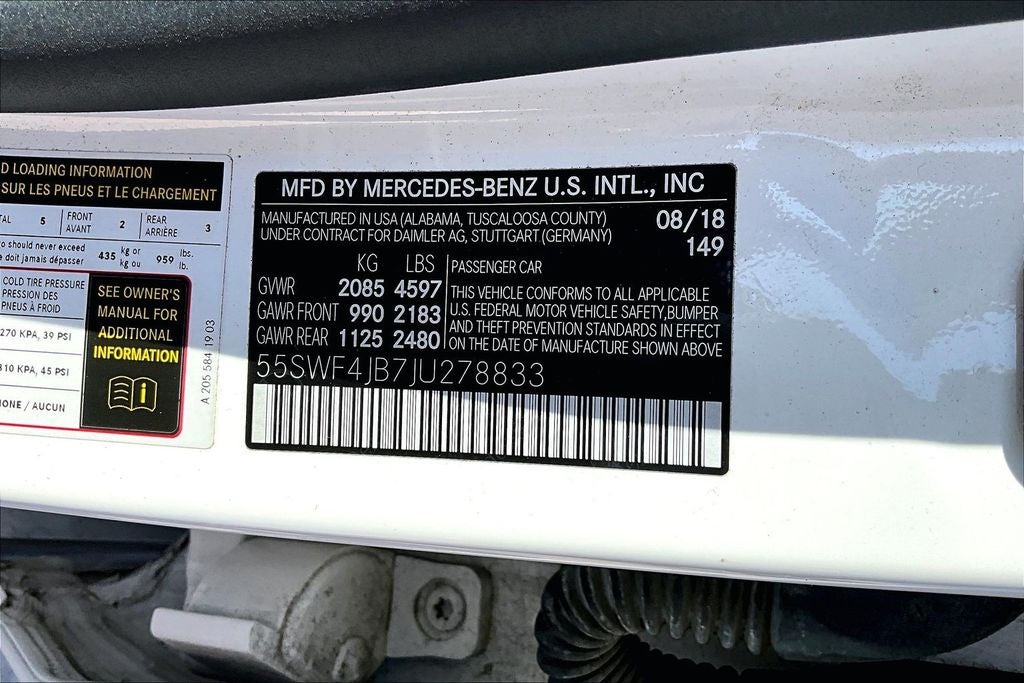 D LOADING INFORMATION
SUR LES PNEUS ET LE CHARGEMENT
TAL 5 FRONT AVANT 2 REAR ARRIÈRE 3
should never exceed 435 kg or 959 lbs.
doit jamais dépasser kg ou lb.
COLD TIRE PRESSURE
PRESSION DES
PNEUS À FROID
270 KPA, 39 PSI
310 KPA, 45 PSI
NONE / AUCUN
SEE OWNER'S
MANUAL FOR
ADDITIONAL
INFORMATION
i
A 205 584 19 03
MFD BY MERCEDES-BENZ U.S. INTL., INC
MANUFACTURED IN USA (ALABAMA, TUSCALOOSA COUNTY) 08/18
UNDER CONTRACT FOR DAIMLER AG, STUTTGART (GERMANY) 149
KG LBS
GVWR 2085 4597
GAWR FRONT 990 2183
GAWR REAR 1125 2480
PASSENGER CAR
THIS VEHICLE CONFORMS TO ALL APPLICABLE
U.S. FEDERAL MOTOR VEHICLE SAFETY,BUMPER
AND THEFT PREVENTION STANDARDS IN EFFECT
ON THE DATE OF MANUFACTURE SHOWN ABOVE
55SWF4JB7JU278833